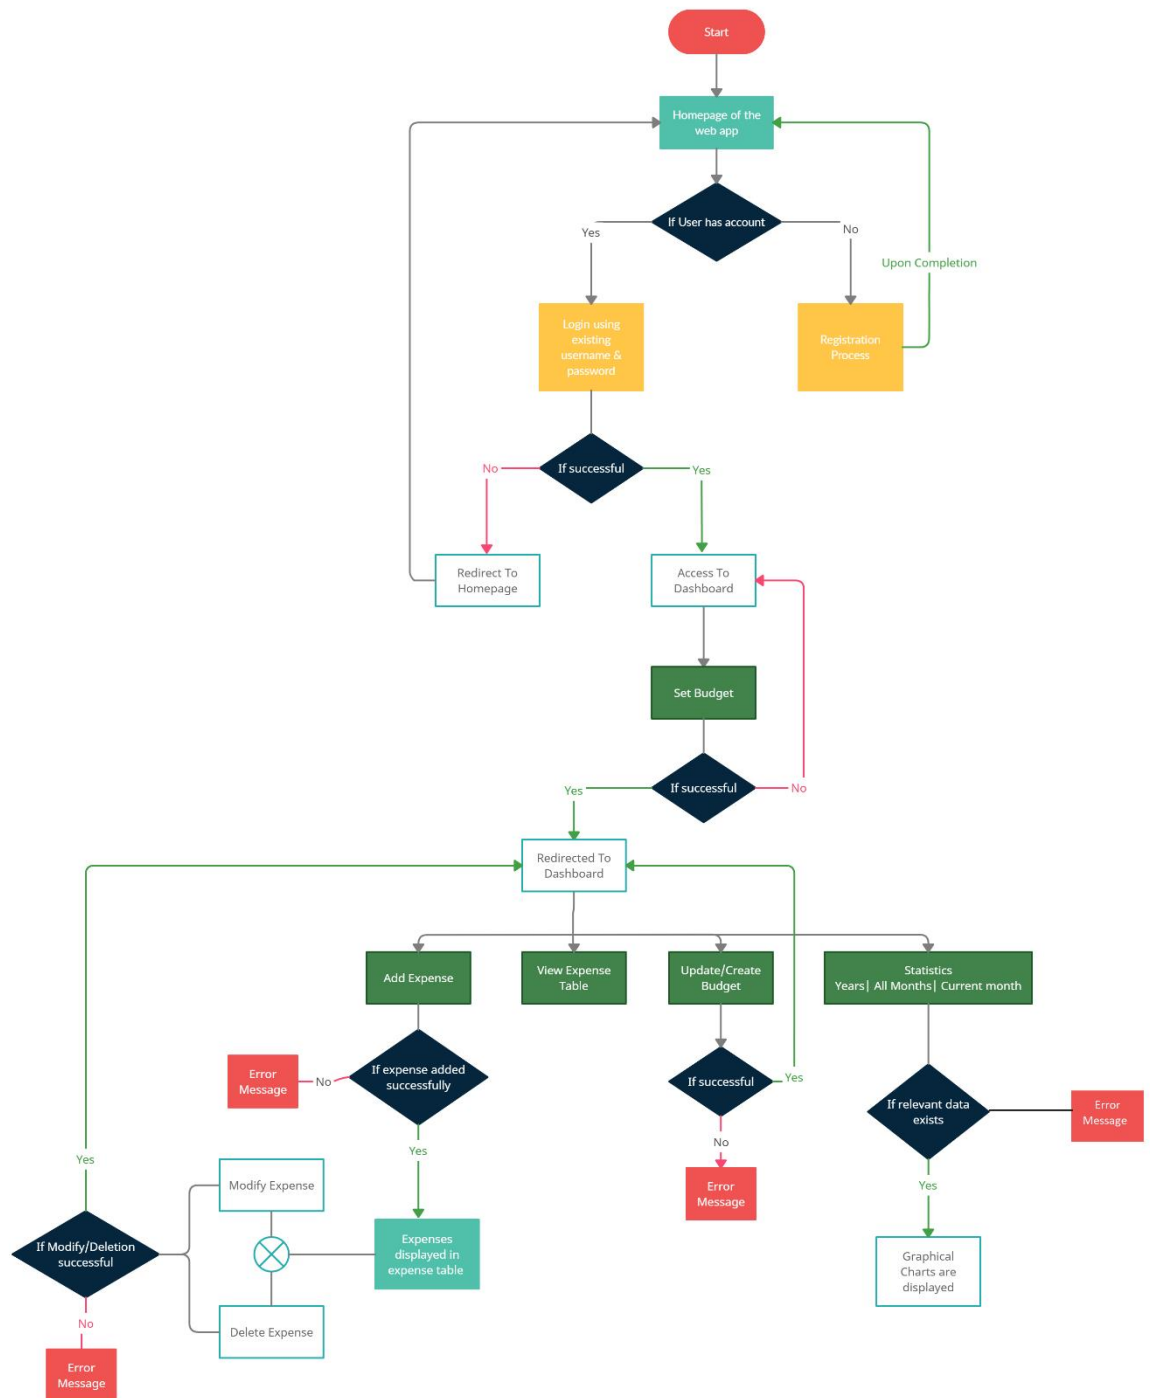 Start
Homepage of the
web app
If User has account
Yes
No
Upon Completion
Login using
existing
username &
password
Registration
Process
If successful
No
Yes
Redirect To
Homepage
Access To
Dashboard
Set Budget
If successful
Yes
No
Redirected To
Dashboard
Add Expense
View Expense
Table
Update/Create
Budget
Statistics
Years| All Months| Current month
Error
Message
No
If expense added
successfully
If successful
Yes
If relevant data
exists
Error
Message
Yes
No
Yes
Yes
Error
Message
Modify Expense
If Modify/Deletion
successful
Expenses
displayed in
expense table
Graphical
Charts are
displayed
No
Delete Expense
Error
Message